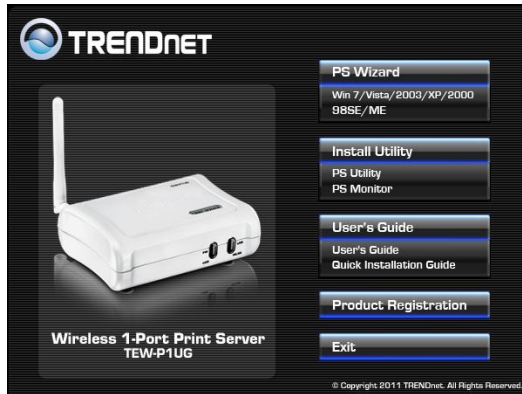 TRENDNET
PS Wizard
Win 7/Vista/2003/XP/2000
98SE/ME
Install Utility
PS Utility
PS Monitor
User's Guide
User's Guide
Quick Installation Guide
Product Registration
Exit
Wireless 1-Port Print Server
TEW-P1UG
© Copyright 2011 TRENDnet. All Rights Reserved.